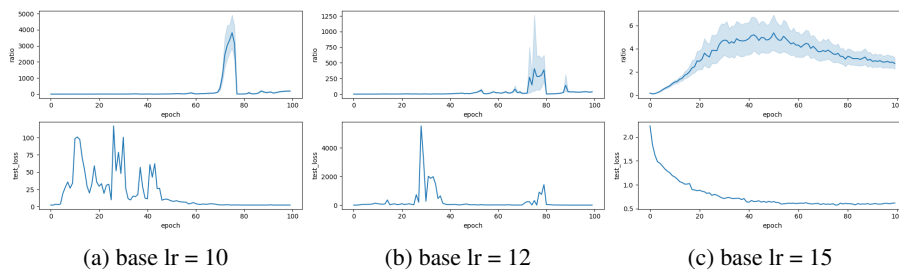 5000
4000
3000
2000
1000
0
ratio
0 20 40 60 80 100
epoch
100
75
50
25
0
test_loss
0 20 40 60 80 100
epoch
(a) base lr = 10
1250
1000
750
500
250
0
ratio
0 20 40 60 80 100
epoch
4000
2000
0
test_loss
0 20 40 60 80 100
epoch
(b) base lr = 12
6
4
2
0
ratio
0 20 40 60 80 100
epoch
2.0
1.5
1.0
0.5
test_loss
0 20 40 60 80 100
epoch
(c) base lr = 15